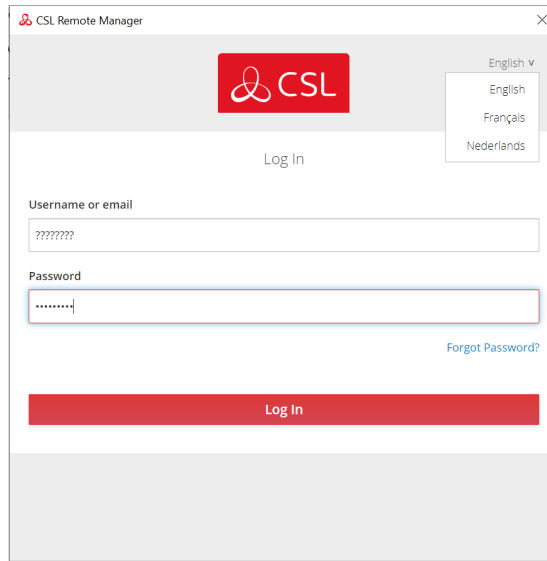 CSL Remote Manager
CSL
English v
English
Français
Nederlands
Log In
Username or email
????????
Password
•••••••••
Forgot Password?
Log In